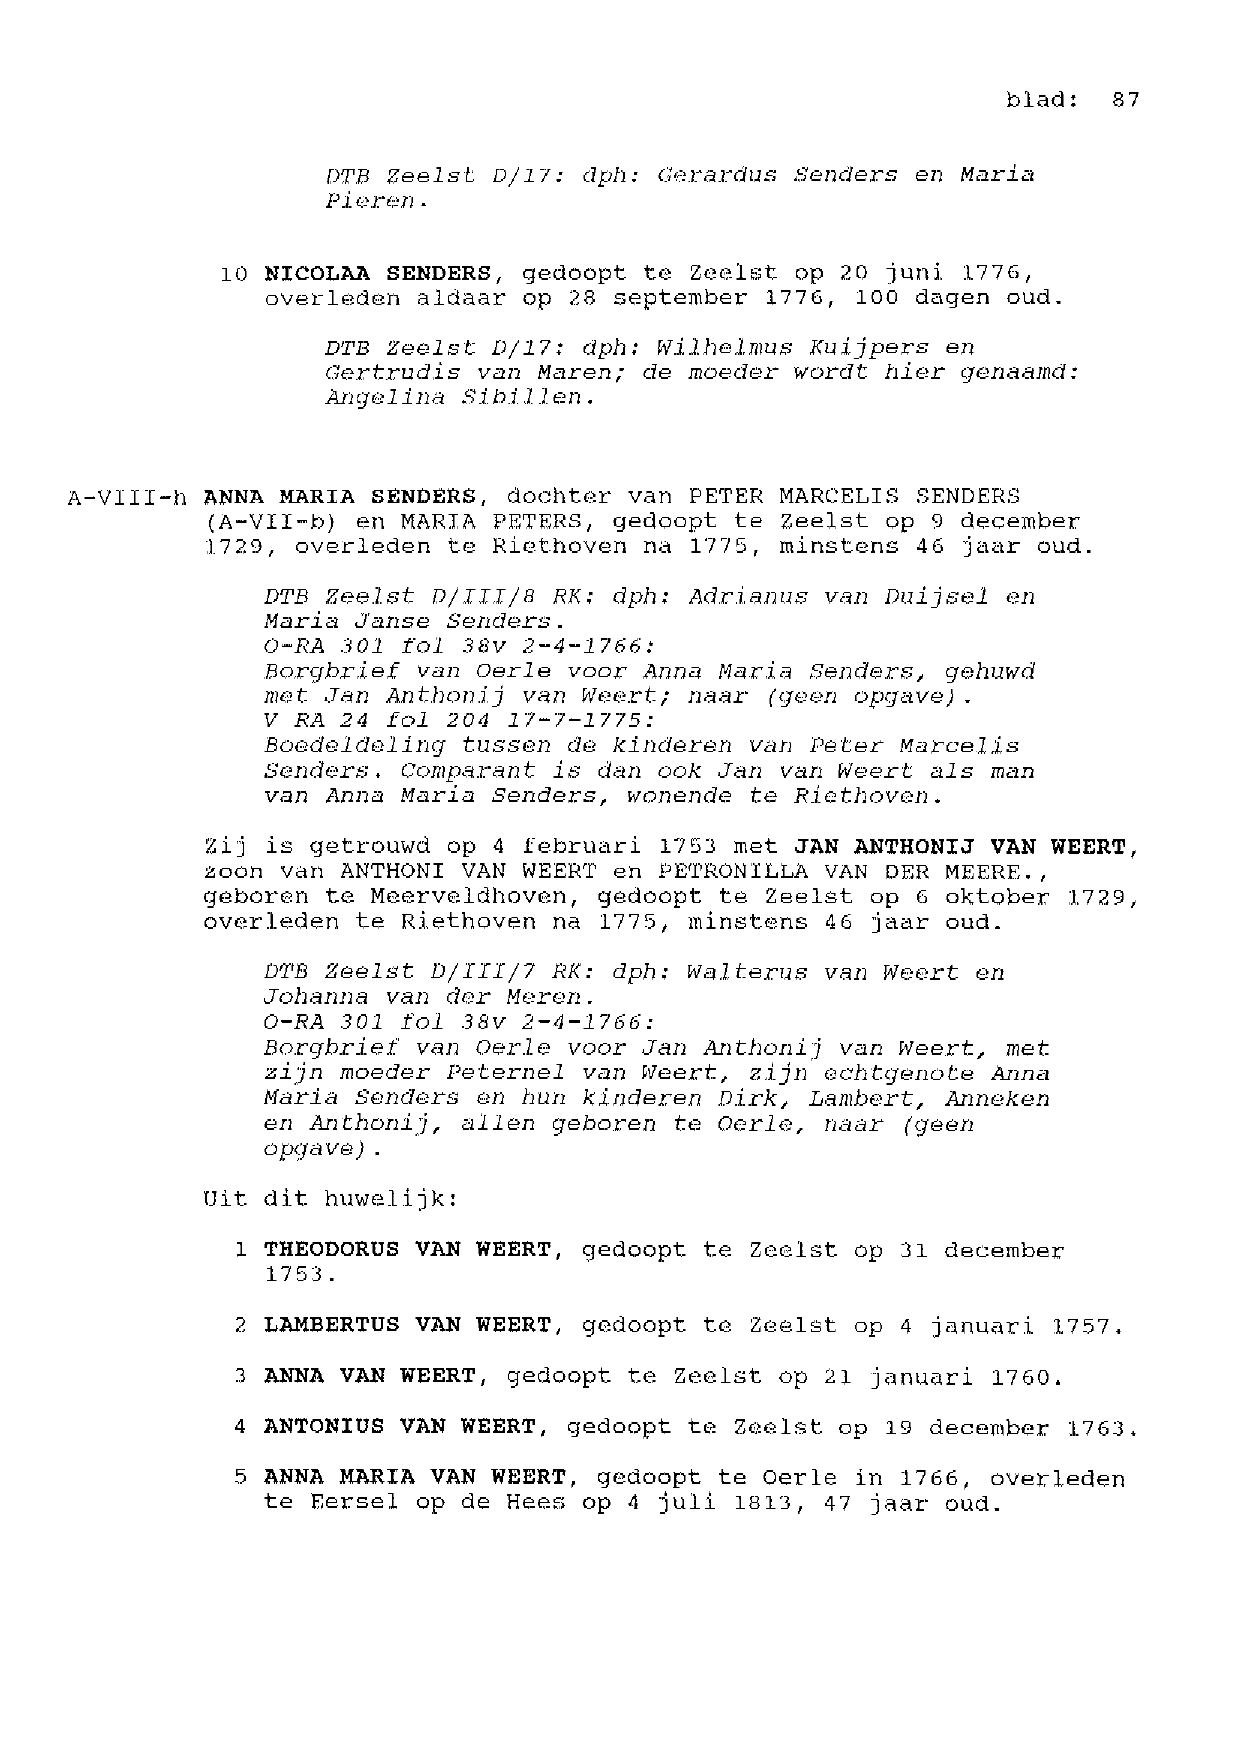 blad: 87
DTB Zeelst D/17: dph: Gerardus Senders en Maria
Pieren.
10 NICOLAA SENDERS, gedoopt te Zeelst op 20 juni 1776,
overleden aldaar op 28 september 1776, 100 dagen oud.
DTB Zeelst D/17: dph: Wilhelmus Kuijpers en
Gertrudis van Maren; de moeder wordt hier genaamd:
Angelina Sibillen.
A-VIII-h ANNA MARIA SENDERS, dochter van PETER MARCELIS SENDERS
(A-VII-b) en MARIA PETERS, gedoopt te Zeelst op 9 december
1729, overleden te Riethoven na 1775, minstens 46 jaar oud.
DTB Zeelst D/III/8 RK: dph: Adrianus van Duijsel en
Maria Janse Senders.
O-RA 301 fol 38v 2-4-1766:
Borgbrief van Oerle voor Anna Maria Senders, gehuwd
met Jan Anthonij van Weert; naar (geen opgave).
V RA 24 fol 204 17-7-1775:
Boedeldeling tussen de kinderen van Peter Marcelis
Senders. Comparant is dan ook Jan van Weert als man
van Anna Maria Senders, wonende te Riethoven.
Zij is getrouwd op 4 februari 1753 met JAN ANTHONIJ VAN WEERT,
zoon van ANTHONI VAN WEERT en PETRONILLA VAN DER MEERE.,
geboren te Meerveldhoven, gedoopt te Zeelst op 6 oktober 1729,
overleden te Riethoven na 1775, minstens 46 jaar oud.
DTB Zeelst D/III/7 RK: dph: Walterus van Weert en
Johanna van der Meren.
O-RA 301 fol 38v 2-4-1766:
Borgbrief van Oerle voor Jan Anthonij van Weert, met
zijn moeder Peternel van Weert, zijn echtgenote Anna
Maria Senders en hun kinderen Dirk, Lambert, Anneken
en Anthonij, allen geboren te Oerle, naar (geen
opgave).
Uit dit huwelijk:
1 THEODORUS VAN WEERT, gedoopt te Zeelst op 31 december
1753.
2 LAMBERTUS VAN WEERT, gedoopt te Zeelst op 4 januari 1757.
3 ANNA VAN WEERT, gedoopt te Zeelst op 21 januari 1760.
4 ANTONIUS VAN WEERT, gedoopt te Zeelst op 19 december 1763.
5 ANNA MARIA VAN WEERT, gedoopt te Oerle in 1766, overleden
te Eersel op de Hees op 4 juli 1813, 47 jaar oud.